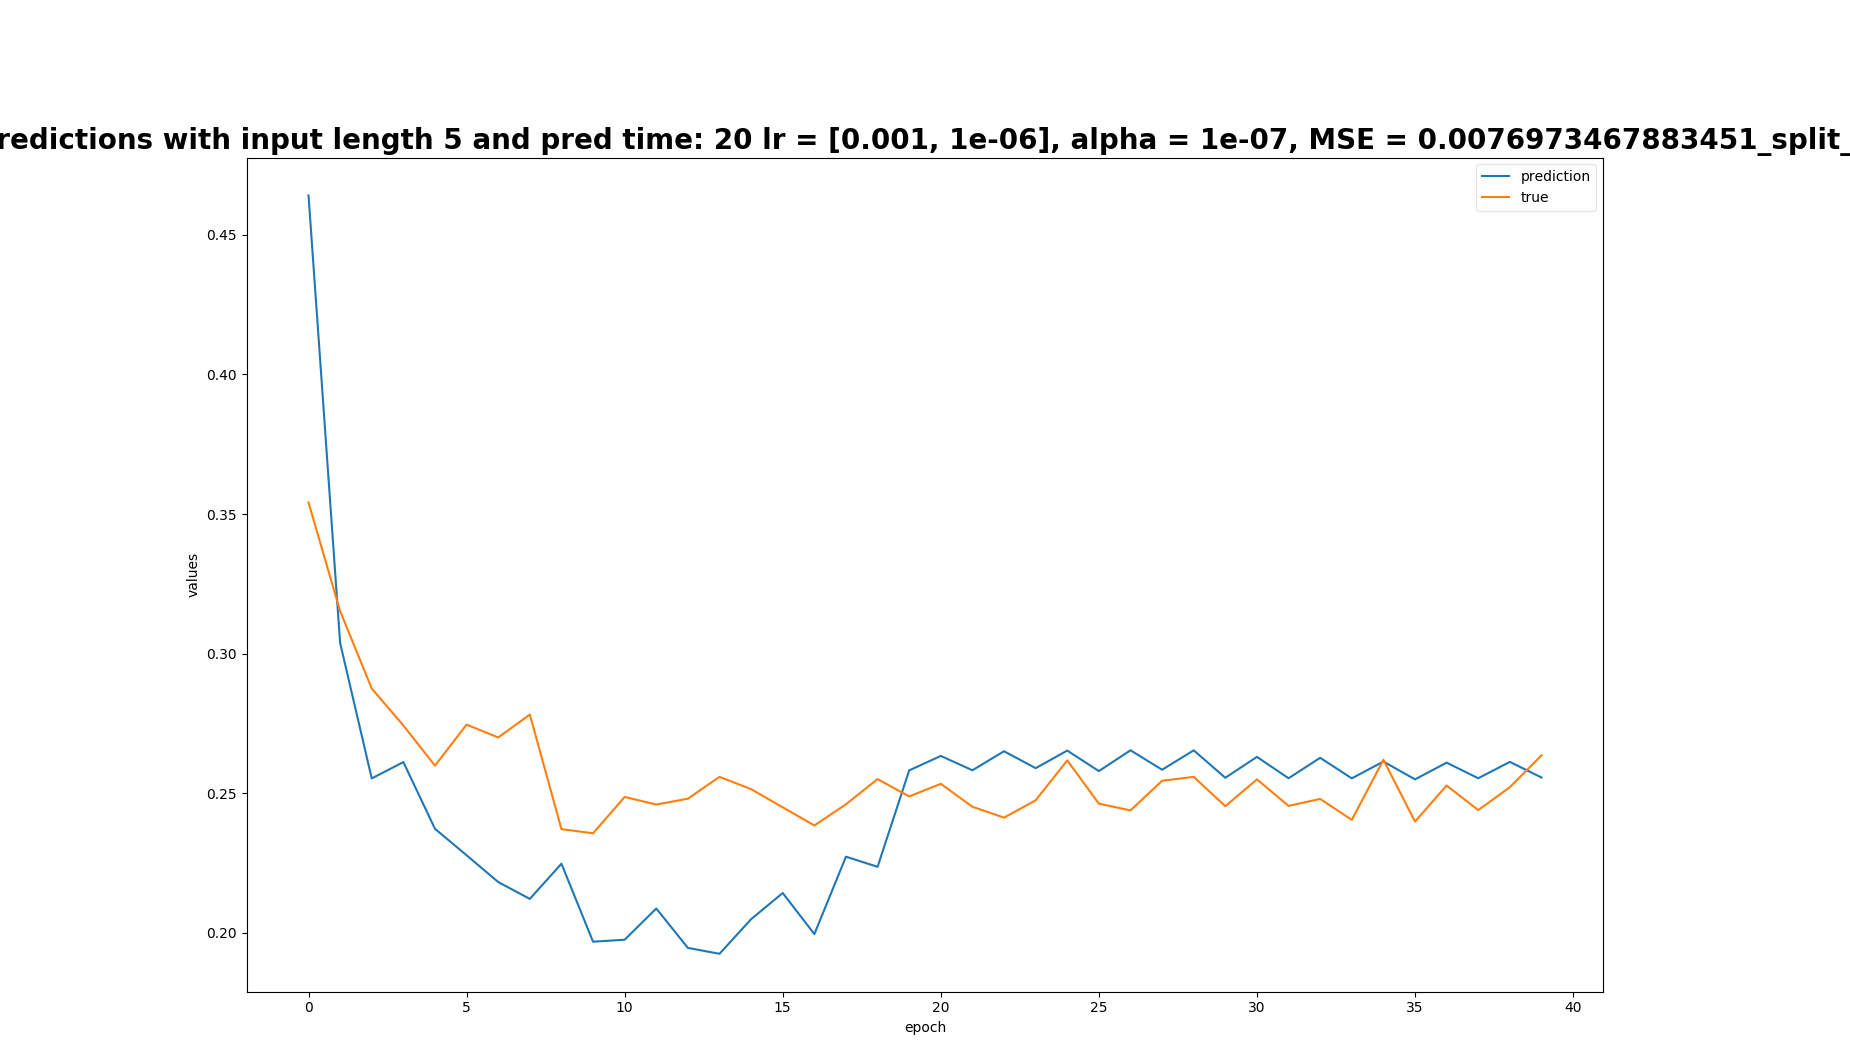 redictions with input length 5 and pred time: 20 lr = [0.001, 1e-06], alpha = 1e-07, MSE = 0.0076973467883451_split_
prediction
true
0.45
0.40
0.35
0.30
0.25
0.20
values
0 5 10 15 20 25 30 35 40
epoch